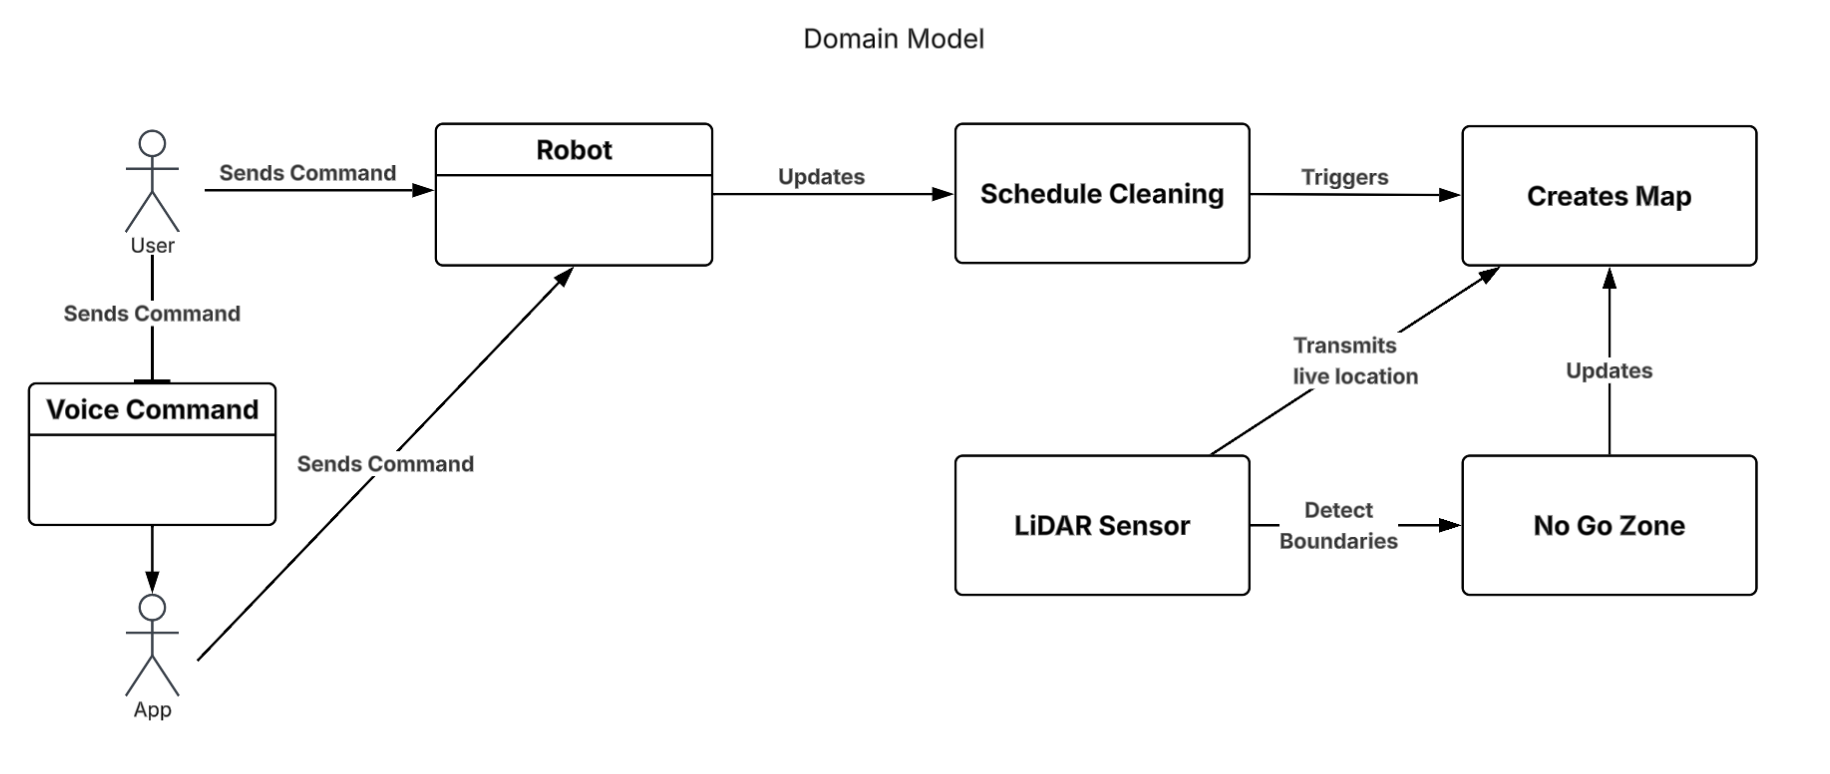 Domain Model
Sends Command
Robot
Updates
Schedule Cleaning
Triggers
Creates Map
User
Sends Command
Voice Command
Sends Command
Transmits
live location
Updates
LiDAR Sensor
Detect
Boundaries
No Go Zone
App